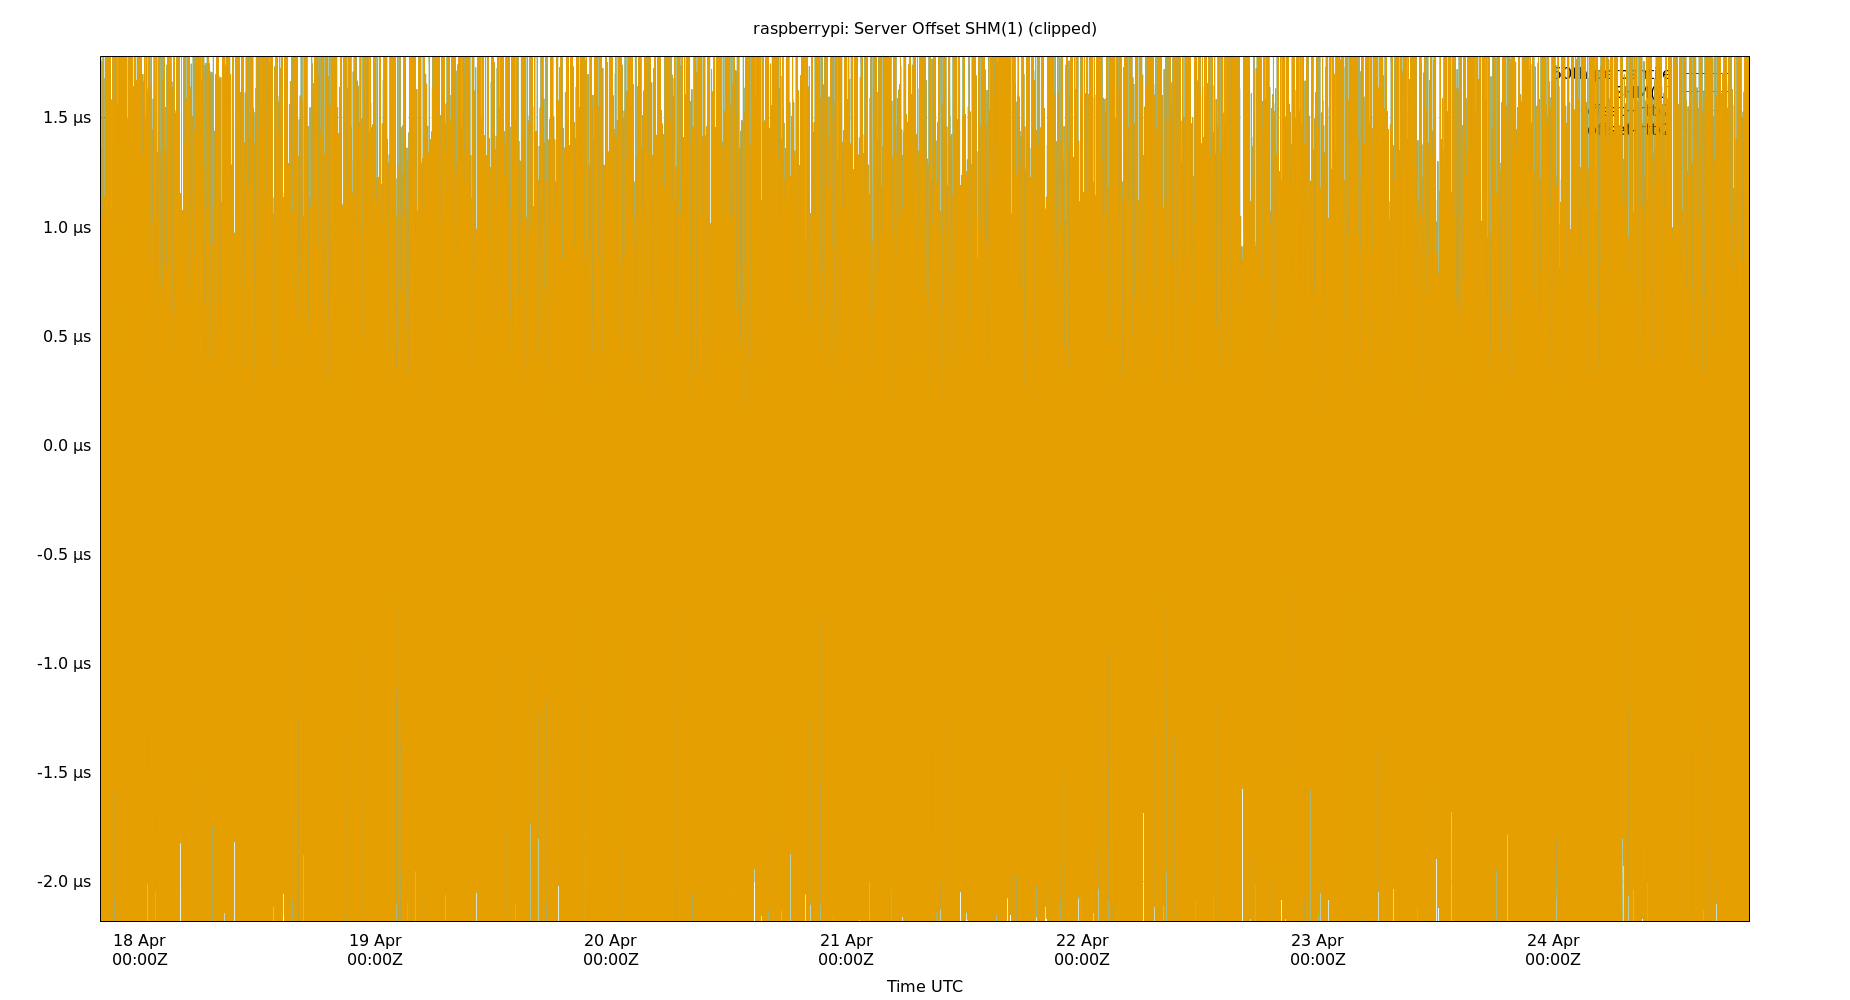 raspberrypi: Server Offset SHM(1) (clipped)
1.5 µs
1.0 µs
0.5 µs
0.0 µs
-0.5 µs
-1.0 µs
-1.5 µs
-2.0 µs
18 Apr 19 Apr 20 Apr 21 Apr 22 Apr 23 Apr 24 Apr
00:00Z 00:00Z 00:00Z 00:00Z 00:00Z 00:00Z 00:00Z
Time UTC